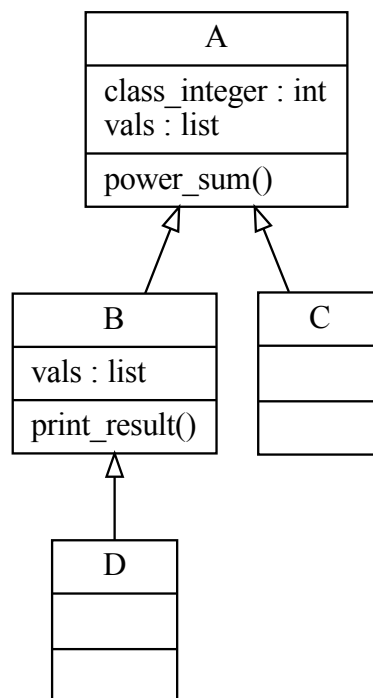 A
class_integer : int
vals : list
power_sum()
B
vals : list
print_result()
C
D